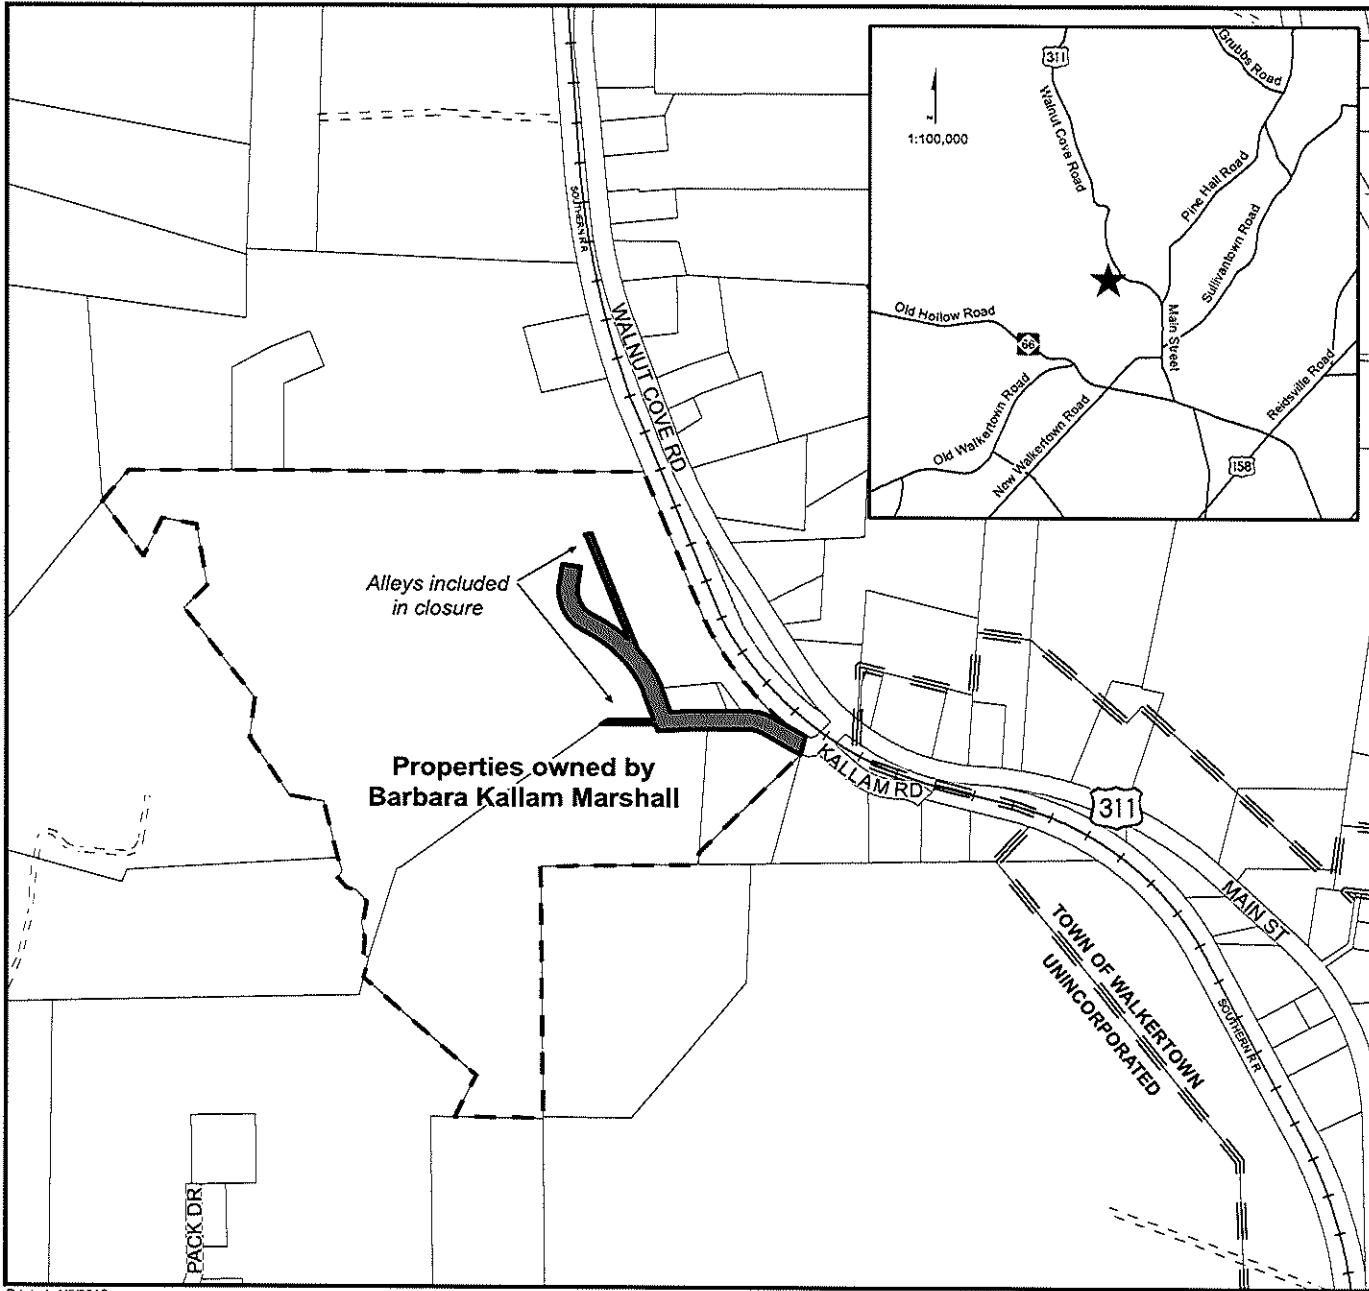 311
Grubbs Road
Walnut Cove Road
N
1:100,000
Pine Hall Road
Sullivantown Road
Old Hollow Road
66
Main Street
Reidsville Road
Old Walkertown Road
New Walkertown Road
158
SOUTHERN RR
WALNUT COVE RD
Alleys included
in closure
Properties owned by
Barbara Kallam Marshall
KALLAM RD
311
MAIN ST
TOWN OF WALKERTOWN
UNINCORPORATED
SOUTHERN RR
PACK DR